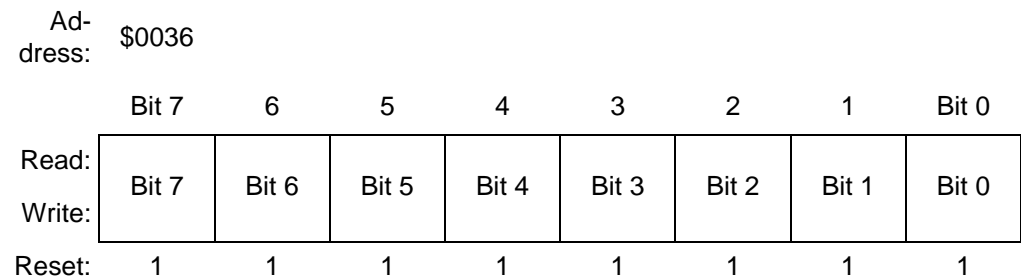 Ad-
dress: $0036
Bit 7 6 5 4 3 2 1 Bit 0
Read:
Bit 7 Bit 6 Bit 5 Bit 4 Bit 3 Bit 2 Bit 1 Bit 0
Write:
Reset: 1 1 1 1 1 1 1 1